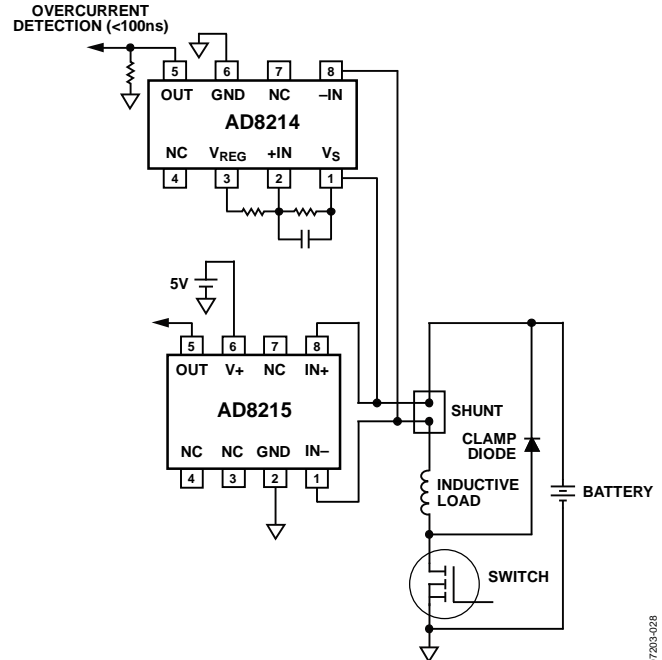 OVERCURRENT
DETECTION (<100ns)
5 6 7 8
OUT GND NC –IN
AD8214
NC VREG +IN VS
4 3 2 1
5V
5 6 7 8
OUT V+ NC IN+
AD8215
NC NC GND IN–
4 3 2 1
SHUNT
CLAMP
DIODE
INDUCTIVE
LOAD
BATTERY
SWITCH
7203-028